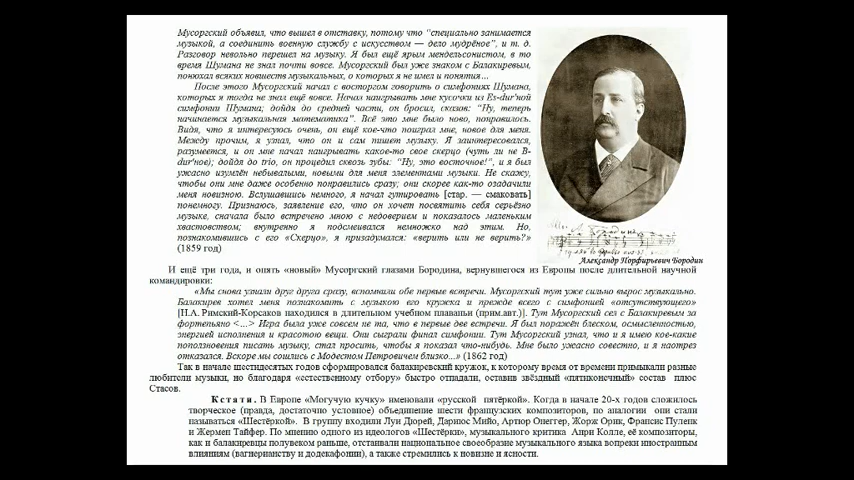 Мусоргский объявил, что вышел в отставку, потому что "специально занимается
музыкой, а соединить военную службу с искусством — дело мудрёное", и т. д.
Разговор невольно перешел на музыку. Я был ещё ярым мендельсонистом, в то
время Шумана не знал почти вовсе. Мусоргский был уже знаком с Балакиревым,
понюхал всяких новшеств музыкальных, о которых я не имел и понятия…
После этого Мусоргский начал с восторгом говорить о симфониях Шумана,
которых я тогда не знал ещё вовсе. Начал наигрывать мне кусочки из Es-dur'ной
симфонии Шумана; дойдя до средней части, он бросил, сказав: "Ну, теперь
начинается музыкальная математика". Всё это мне было ново, понравилось.
Видя, что я интересуюсь очень, он ещё кое-что поиграл мне, новое для меня.
Между прочим, я узнал, что он и сам пишет музыку. Я заинтересовался,
разумеется, и он мне начал наигрывать какое-то свое скерцо (чуть ли не B-
dur'ное); дойдя до trio, он процедил сквозь зубы: "Ну, это восточное!", и я был
ужасно изумлён небывалыми, новыми для меня элементами музыки. Не скажу,
чтобы они мне даже особенно понравились сразу; они скорее как-то озадачили
меня новизною. Вслушавшись немного, я начал гутировать [стар. — смаковать]
понемногу. Признаюсь, заявление его, что он хочет посвятить себя серьёзно
музыке, сначала было встречено мною с недоверием и показалось маленьким
хвастовством; внутренно я подсмеивался немножко над этим. Но,
познакомившись с его «Скерцо», я призадумался: «верить или не верить?»
(1859 год)
Александр Порфирьевич Бородин
И ещё три года, и опять «новый» Мусоргский глазами Бородина, вернувшегося из Европы после длительной научной
командировки:
«Мы снова узнали друг друга сразу, вспомнали обе первые встречи. Мусоргский тут уже сильно вырос музыкально.
Балакирев хотел меня познакомить с музыкою его кружка и прежде всего с симфонией «отсутствующего»
[Н.А. Римский-Корсаков находился в длительном учебном плаваньи (прим.авт.)]. Тут Мусоргский сел с Балакиревым за
фортепьяно <…> Игра была уже совсем не та, что в первые две встречи. Я был поражён блеском, осмысленностью,
энергией исполнения и красотою вещи. Они сыграли финал симфонии. Тут Мусоргский узнал, что и я имею кое-какие
поползновения писать музыку, стал просить, чтобы я показал что-нибудь. Мне было ужасно совестно, и я наотрез
отказался. Вскоре мы сошлись с Модестом Петровичем близко...» (1862 год)
Так в начале шестидесятых годов сформировался балакиревский кружок, к которому время от времени примыкали разные
любители музыки, но благодаря «естественному отбору» быстро отпадали, оставив звёздный «пятиконечный» состав плюс
Стасов.
Кстати. В Европе «Могучую кучку» именовали «русской пятёркой». Когда в начале 20-х годов сложилось
творческое (правда, достаточно условное) объединение шести французских композиторов, по аналогии они стали
называться «Шестёркой». В группу входили Луи Дюрей, Дариюс Мийо, Артюр Онеггер, Жорж Орик, Франсис Пуленк
и Жермен Тайфер. По мнению одного из идеологов «Шестёрки», музыкального критика Анри Колле, её композиторы,
как и балакиревцы полувеком раньше, отстаивали национальное своеобразие музыкального языка вопреки иностранным
влияниям (вагнерианству и додекафонии), а также стремились к новизне и ясности.